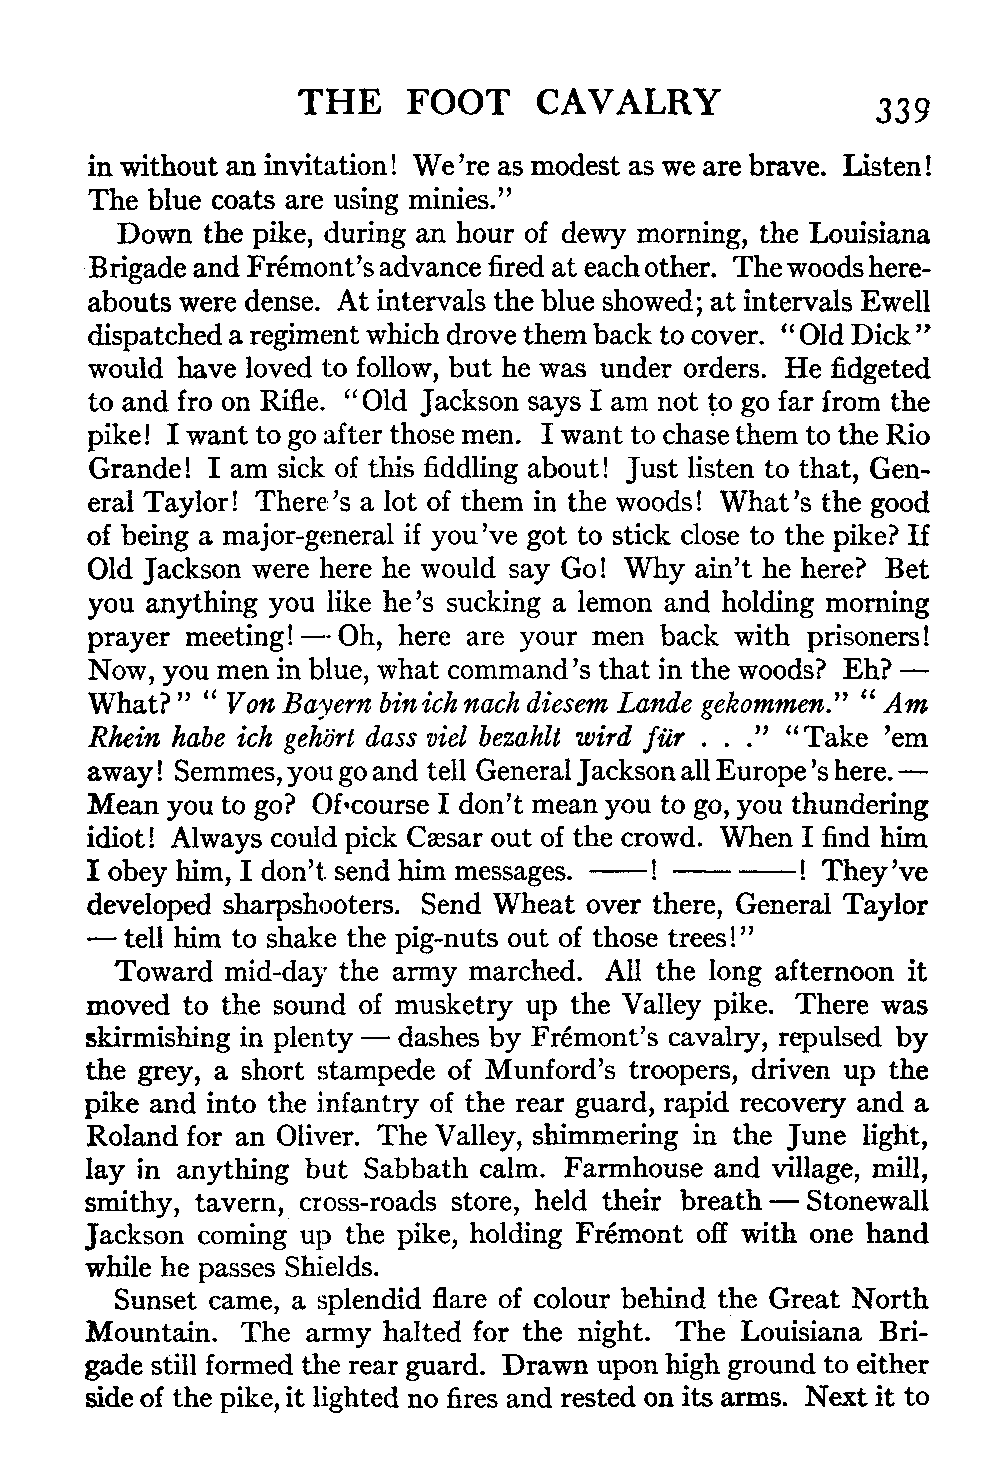 THE FOOT CAVALRY 339
in without an invitation! We're as modest as we are brave. Listen!
The blue coats are using minies."
Down the pike, during an hour of dewy morning, the Louisiana
Brigade and Frémont's advance fired at each other. The woods here-
abouts were dense. At intervals the blue showed; at intervals Ewell
dispatched a regiment which drove them back to cover. "Old Dick"
would have loved to follow, but he was under orders. He fidgeted
to and fro on Rifle. "Old Jackson says I am not to go far from the
pike! I want to go after those men. I want to chase them to the Rio
Grande! I am sick of this fiddling about! Just listen to that, Gen-
eral Taylor! There's a lot of them in the woods! What's the good
of being a major-general if you've got to stick close to the pike? If
Old Jackson were here he would say Go! Why ain't he here? Bet
you anything you like he's sucking a lemon and holding morning
prayer meeting! — Oh, here are your men back with prisoners!
Now, you men in blue, what command's that in the woods? Eh? —
What?" "Von Bayern bin ich nach diesem Lande gekommen." "Am
Rhein habe ich gehört dass viel bezahlt wird für . . ." "Take 'em
away! Semmes, you go and tell General Jackson all Europe's here. —
Mean you to go? Of course I don't mean you to go, you thundering
idiot! Always could pick Cæsar out of the crowd. When I find him
I obey him, I don't send him messages. ——! —— ——! They've
developed sharpshooters. Send Wheat over there, General Taylor
— tell him to shake the pig-nuts out of those trees!"
Toward mid-day the army marched. All the long afternoon it
moved to the sound of musketry up the Valley pike. There was
skirmishing in plenty — dashes by Frémont's cavalry, repulsed by
the grey, a short stampede of Munford's troopers, driven up the
pike and into the infantry of the rear guard, rapid recovery and a
Roland for an Oliver. The Valley, shimmering in the June light,
lay in anything but Sabbath calm. Farmhouse and village, mill,
smithy, tavern, cross-roads store, held their breath — Stonewall
Jackson coming up the pike, holding Frémont off with one hand
while he passes Shields.
Sunset came, a splendid flare of colour behind the Great North
Mountain. The army halted for the night. The Louisiana Bri-
gade still formed the rear guard. Drawn upon high ground to either
side of the pike, it lighted no fires and rested on its arms. Next it to